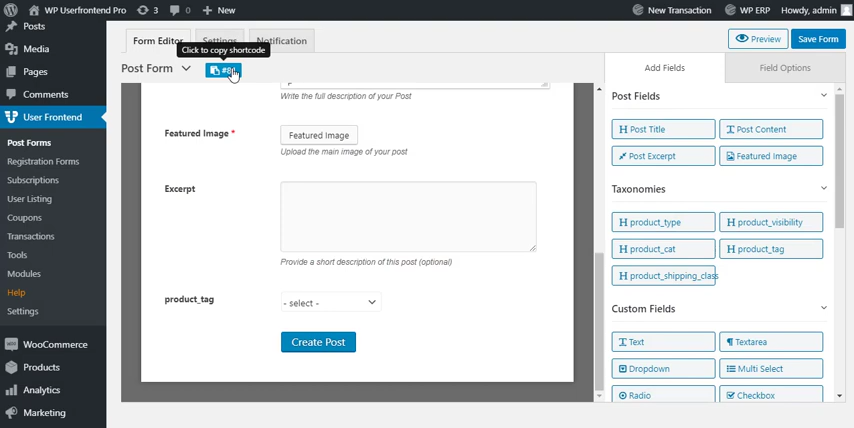 WP Userfrontend Pro 3 0 New
New Transaction WP ERP Howdy, admin
Posts
Media
Pages
Comments
User Frontend
Post Forms
Registration Forms
Subscriptions
User Listing
Coupons
Transactions
Tools
Modules
Help
Settings
WooCommerce
Products
Analytics
Marketing
Form Editor Settings Notification
Click to copy shortcode
Preview Save Form
Post Form
Write the full description of your Post
Featured Image *
Featured Image
Upload the main image of your post
Excerpt
Provide a short description of this post (optional)
product_tag
- select -
Create Post
Add Fields Field Options
Post Fields
Post Title Post Content
Post Excerpt Featured Image
Taxonomies
product_type product_visibility
product_cat product_tag
product_shipping_class
Custom Fields
Text Textarea
Dropdown Multi Select
Radio Checkbox